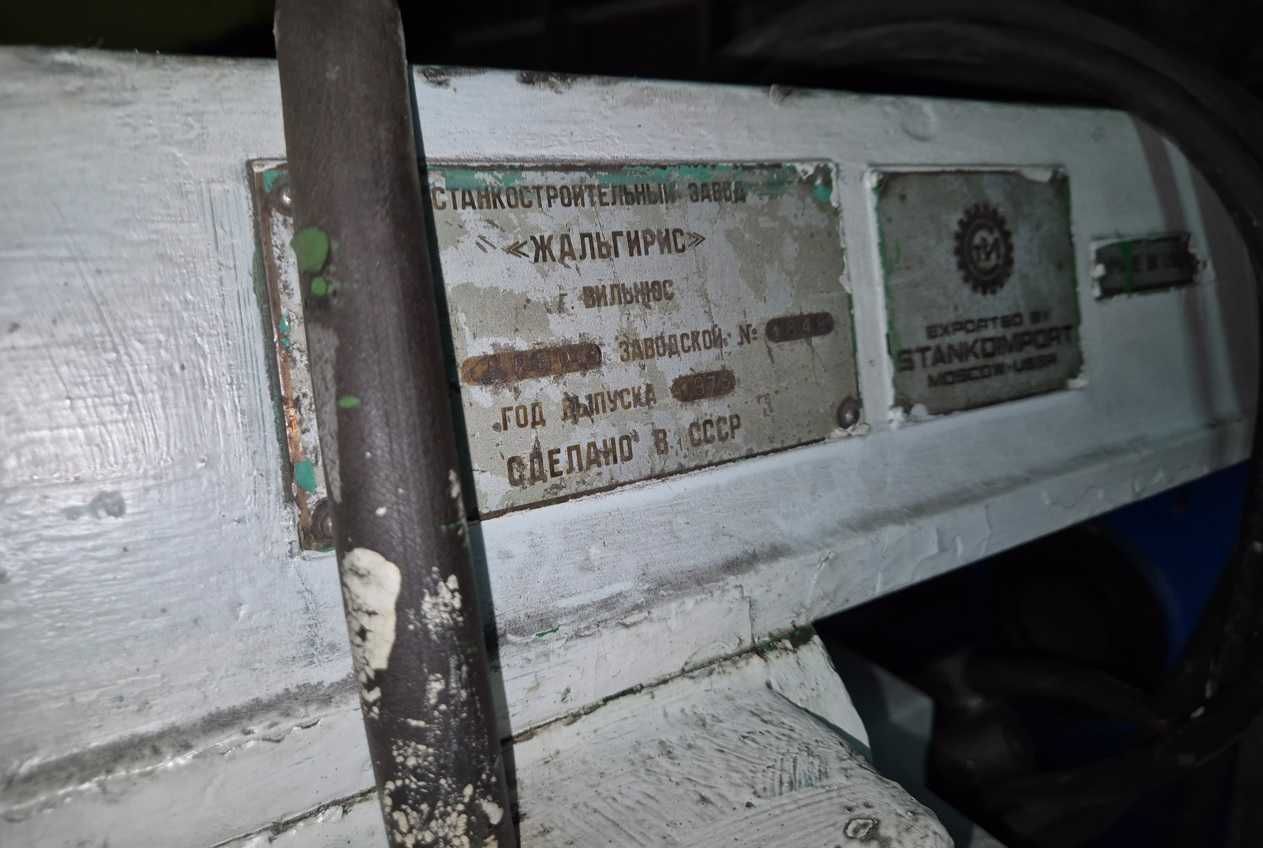 СТАНКОСТРОИТЕЛЬНЫЙ ЗАВОД
«ЖАЛЬГИРИС»
г. ВИЛЬНЮС
ЗАВОДСКОЙ №
ГОД ВЫПУСКА
СДЕЛАНО В СССР
EXPORTED BY
STANKOIMPORT
MOSCOW-USSR